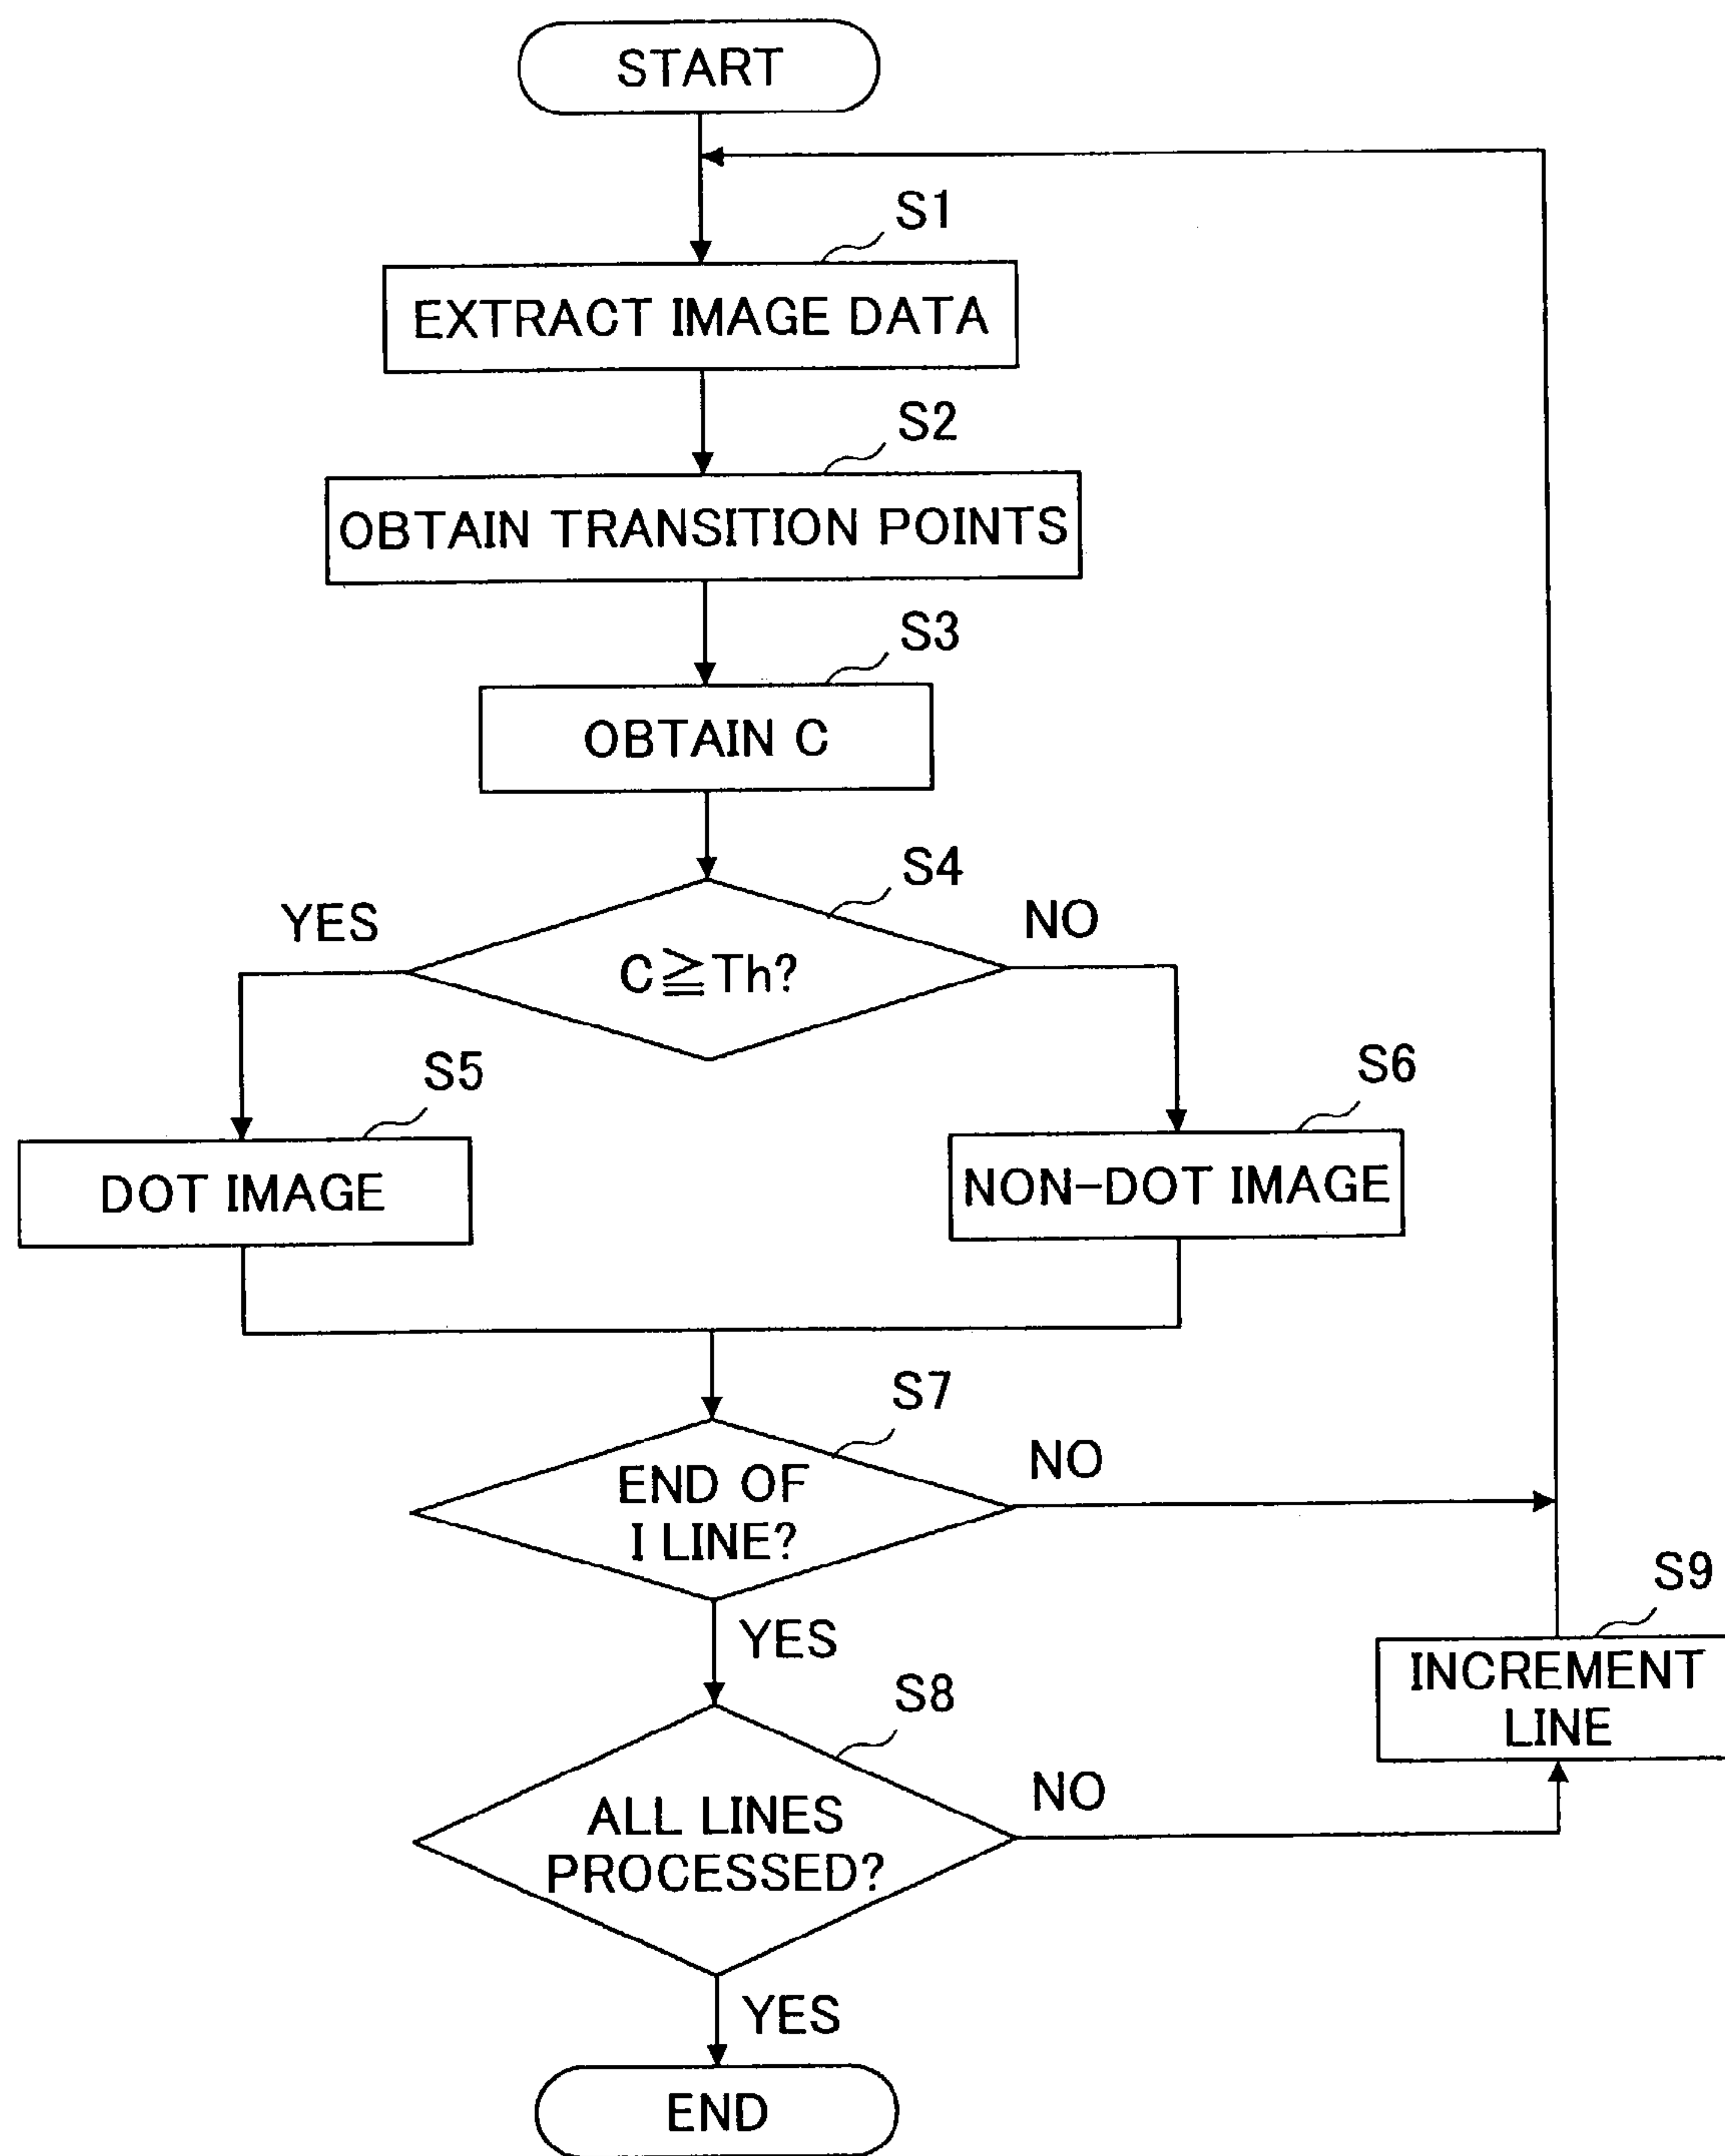 START
S1
EXTRACT IMAGE DATA
S2
OBTAIN TRANSITION POINTS
S3
OBTAIN C
S4
YES
NO
C≧Th?
S5
S6
DOT IMAGE
NON-DOT IMAGE
S7
NO
END OF
I LINE?
YES
S9
INCREMENT
LINE
S8
NO
ALL LINES
PROCESSED?
YES
END